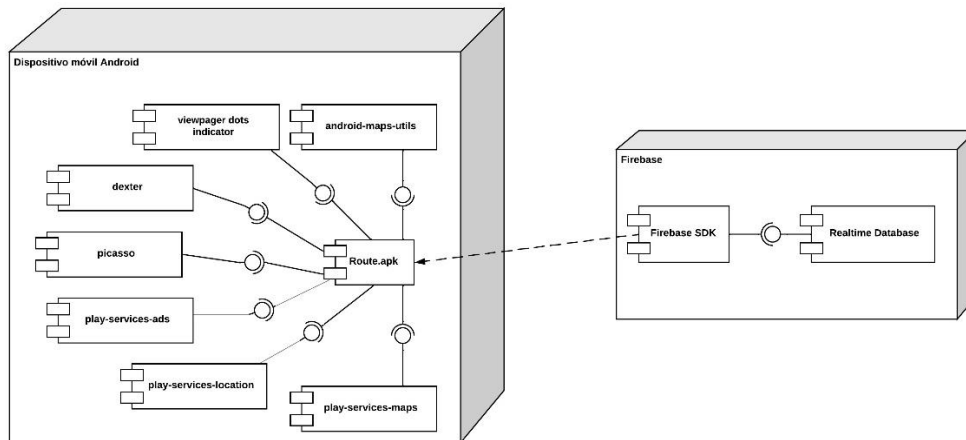 Dispositivo móvil Android
viewpager dots
indicator
android-maps-utils
dexter
picasso
Route.apk
play-services-ads
play-services-location
play-services-maps
Firebase
Firebase SDK
Realtime Database